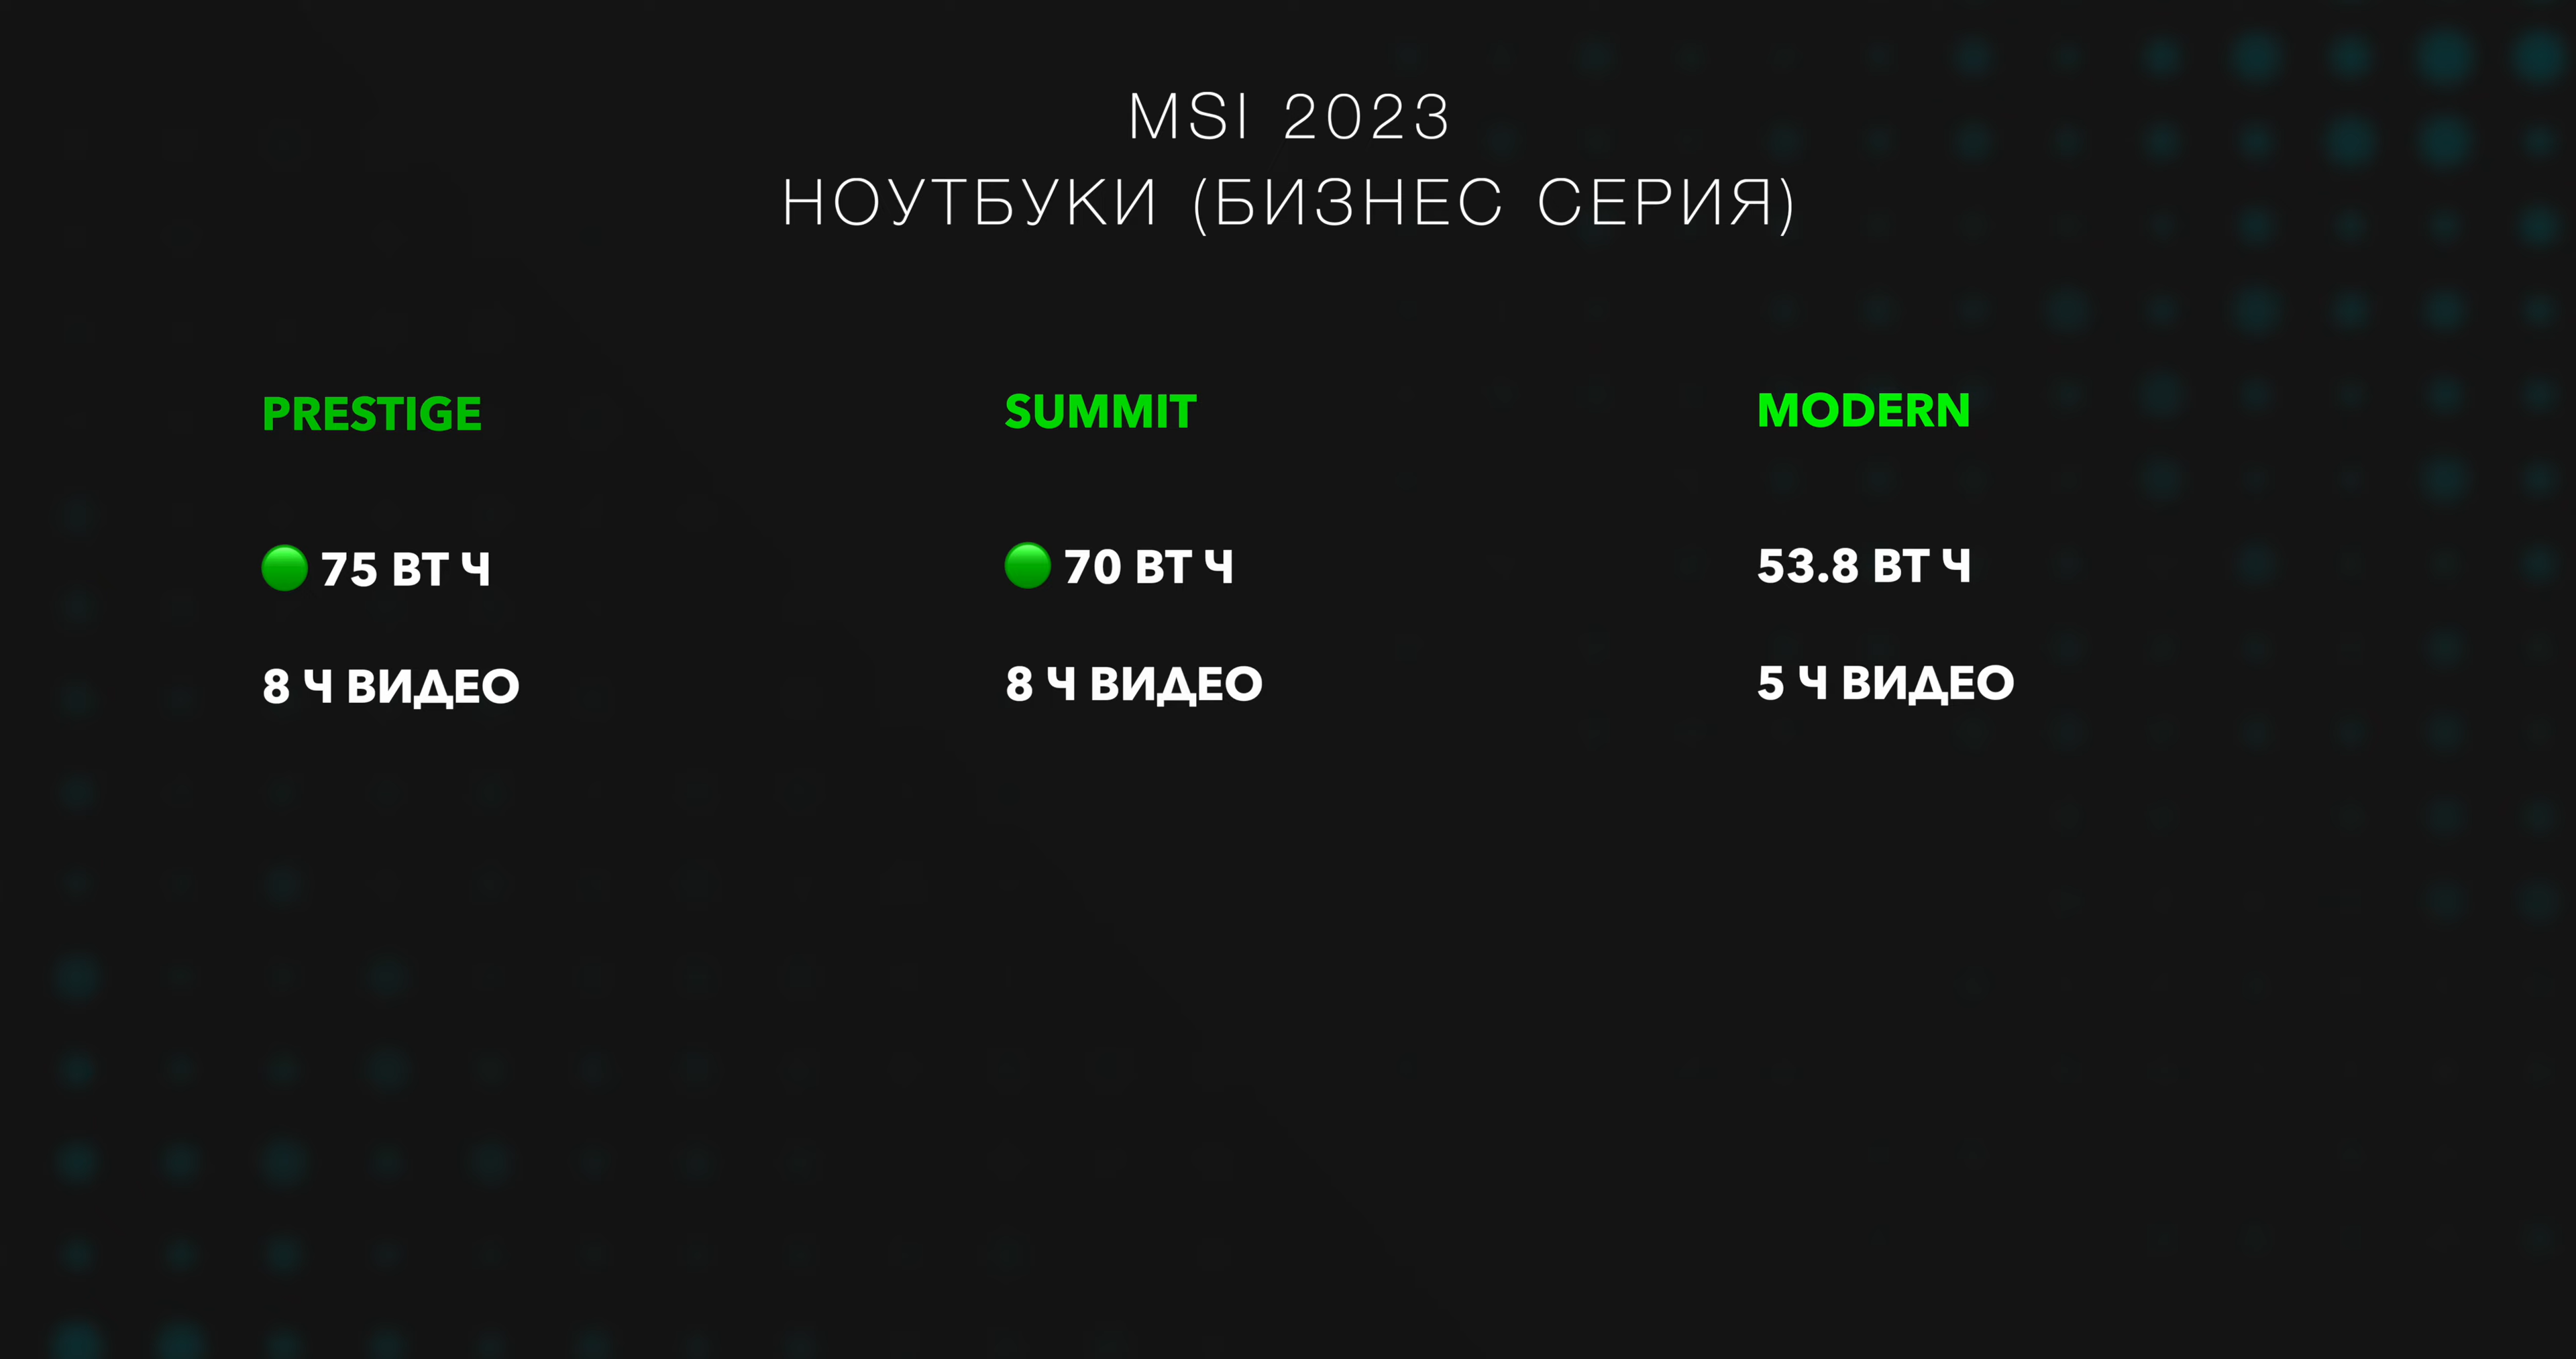 MSI 2023
НОУТБУКИ (БИЗНЕС СЕРИЯ)
PRESTIGE
75 ВТ Ч
8 Ч ВИДЕО
SUMMIT
70 ВТ Ч
8 Ч ВИДЕО
MODERN
53.8 ВТ Ч
5 Ч ВИДЕО